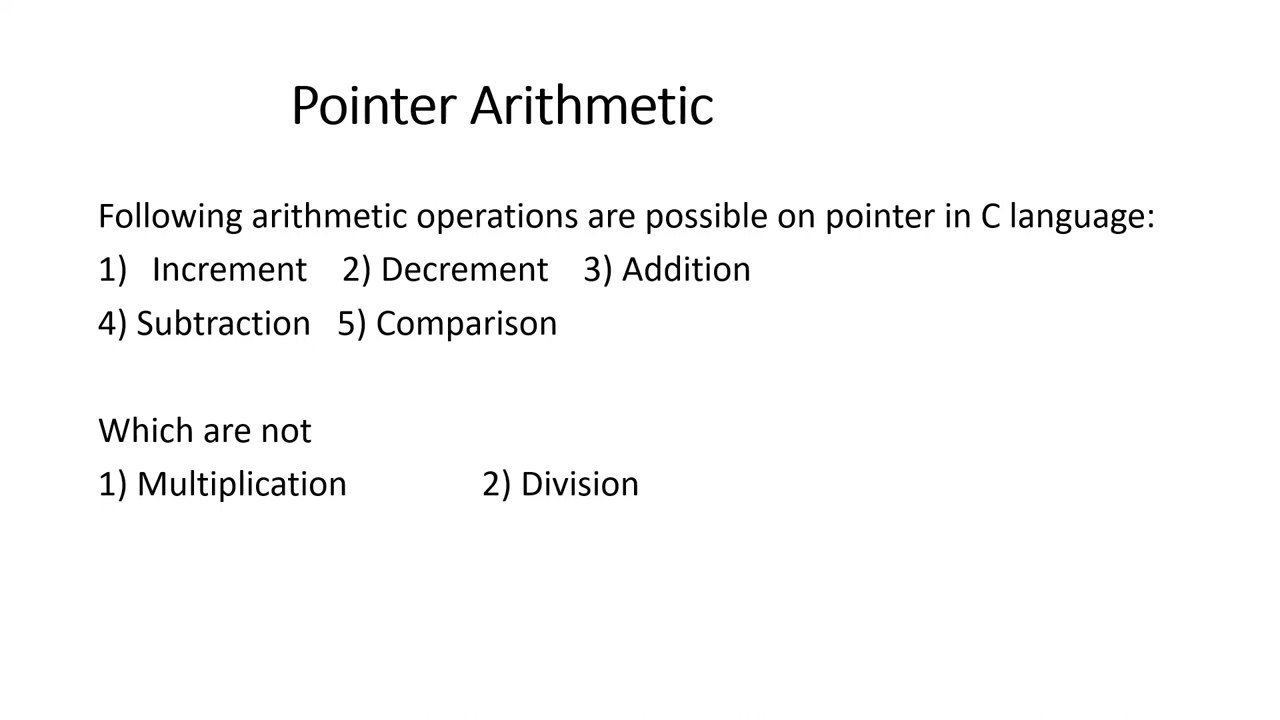 Pointer Arithmetic
Following arithmetic operations are possible on pointer in C language:
1) Increment 2) Decrement 3) Addition
4) Subtraction 5) Comparison
Which are not
1) Multiplication 2) Division